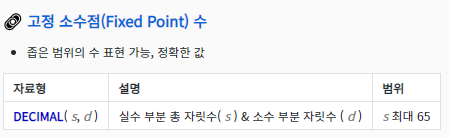 고정 소수점(Fixed Point) 수
• 좁은 범위의 수 표현 가능, 정확한 값
자료형 설명 범위
DECIMAL( s, d ) 실수 부분 총 자릿수( s ) & 소수 부분 자릿수 ( d ) s 최대 65